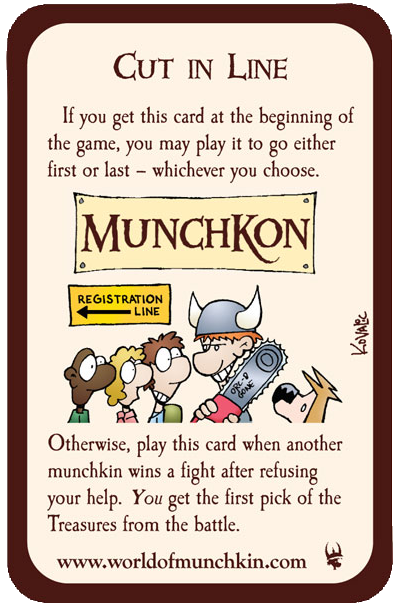 Cut in Line
If you get this card at the beginning of
the game, you may play it to go either
first or last – whichever you choose.
MunchKon
REGISTRATION
LINE
KOVALIC
Otherwise, play this card when another
munchkin wins a fight after refusing
your help. You get the first pick of the
Treasures from the battle.
www.worldofmunchkin.com